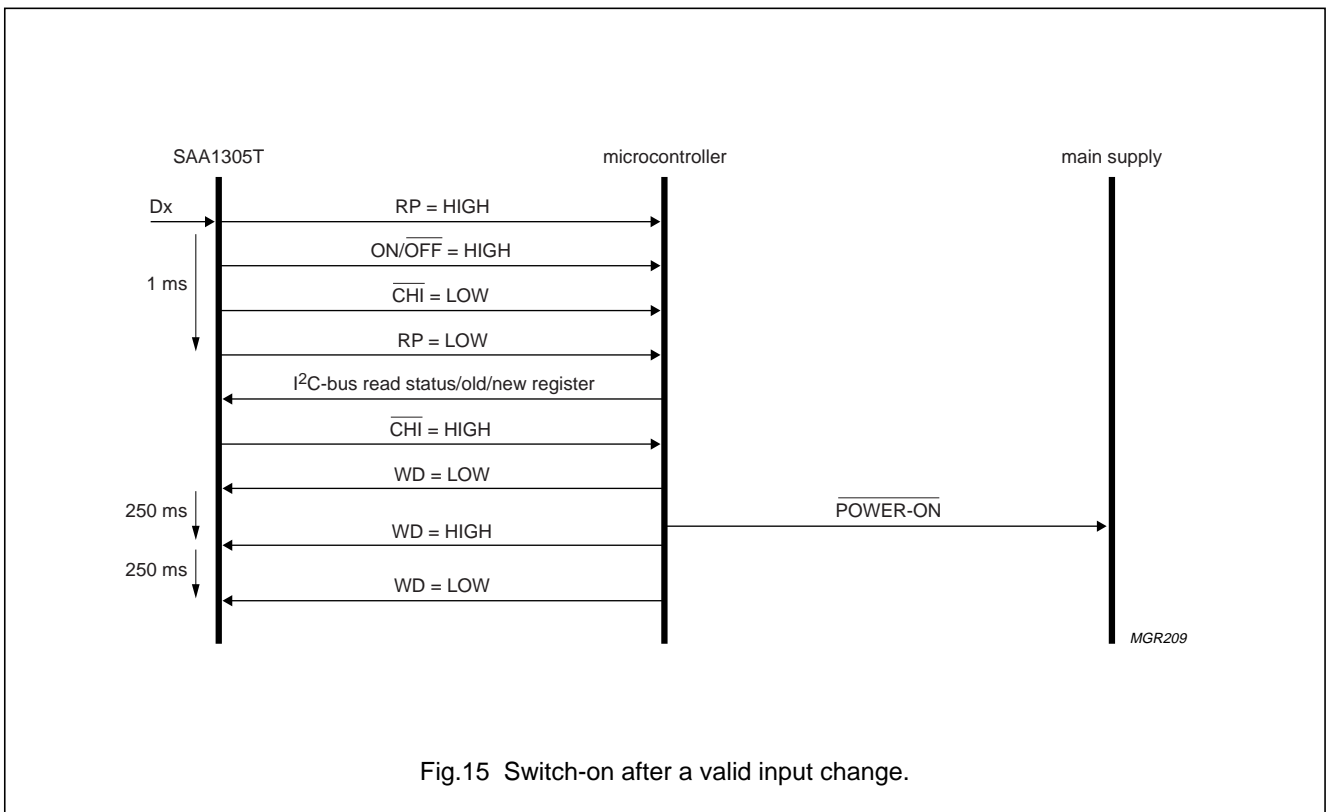 SAA1305T
microcontroller
main supply
Dx
RP = HIGH
ON/OFF = HIGH
1 ms
CHI = LOW
RP = LOW
I2C-bus read status/old/new register
CHI = HIGH
WD = LOW
250 ms
POWER-ON
WD = HIGH
250 ms
WD = LOW
MGR209
Fig.15 Switch-on after a valid input change.